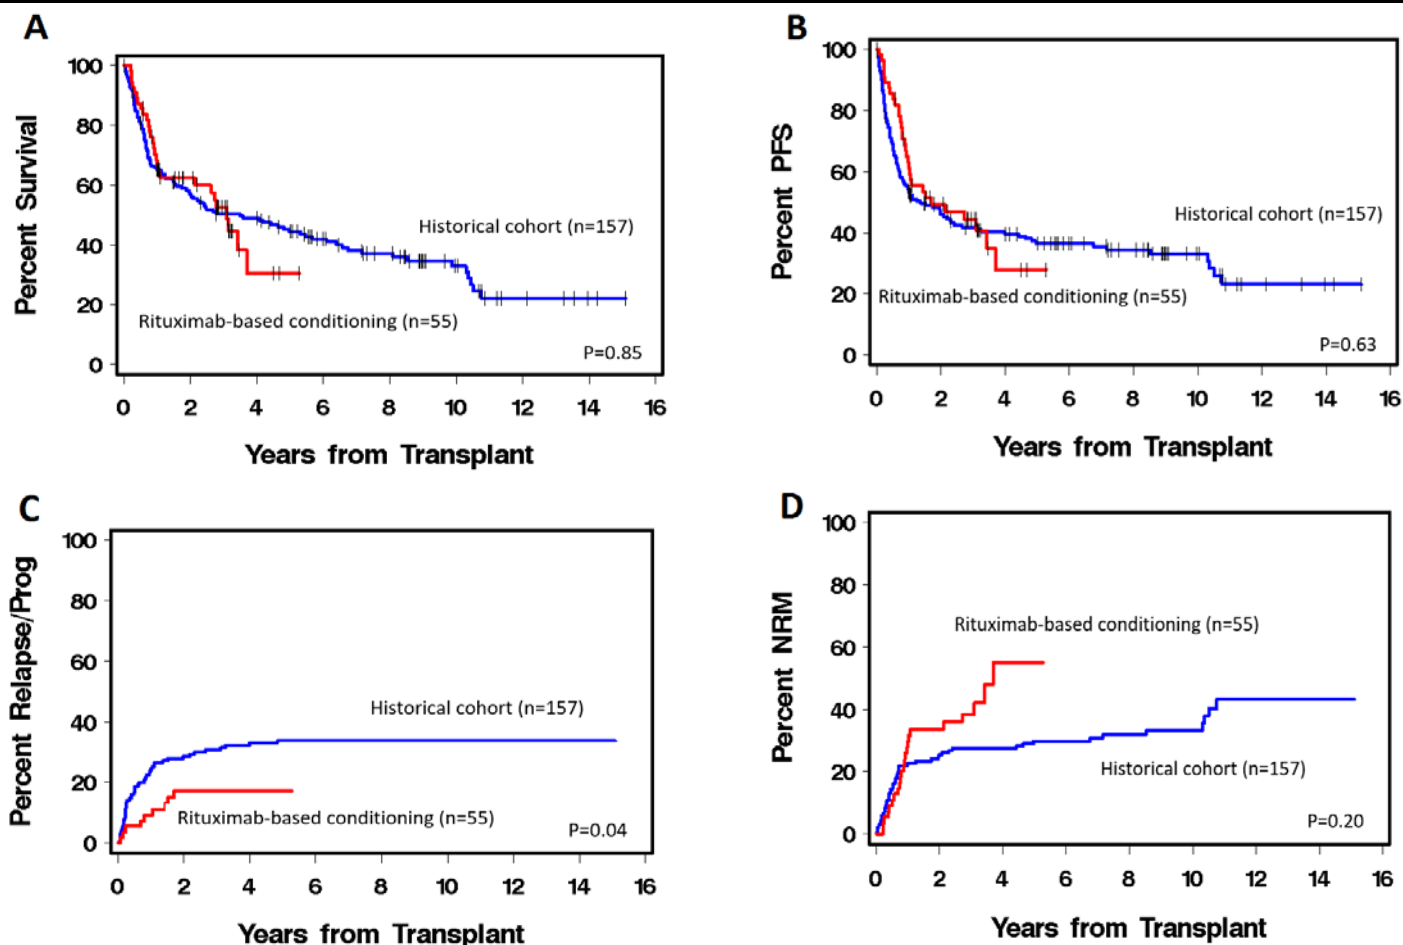 A
Percent Survival
100
80
60
40
20
0
Historical cohort (n=157)
Rituximab-based conditioning (n=55)
P=0.85
0 2 4 6 8 10 12 14 16
Years from Transplant
B
Percent PFS
100
80
60
40
20
0
Historical cohort (n=157)
Rituximab-based conditioning (n=55)
P=0.63
0 2 4 6 8 10 12 14 16
Years from Transplant
C
Percent Relapse/Prog
100
80
60
40
20
0
Historical cohort (n=157)
Rituximab-based conditioning (n=55)
P=0.04
0 2 4 6 8 10 12 14 16
Years from Transplant
D
Percent NRM
100
80
60
40
20
0
Rituximab-based conditioning (n=55)
Historical cohort (n=157)
P=0.20
0 2 4 6 8 10 12 14 16
Years from Transplant